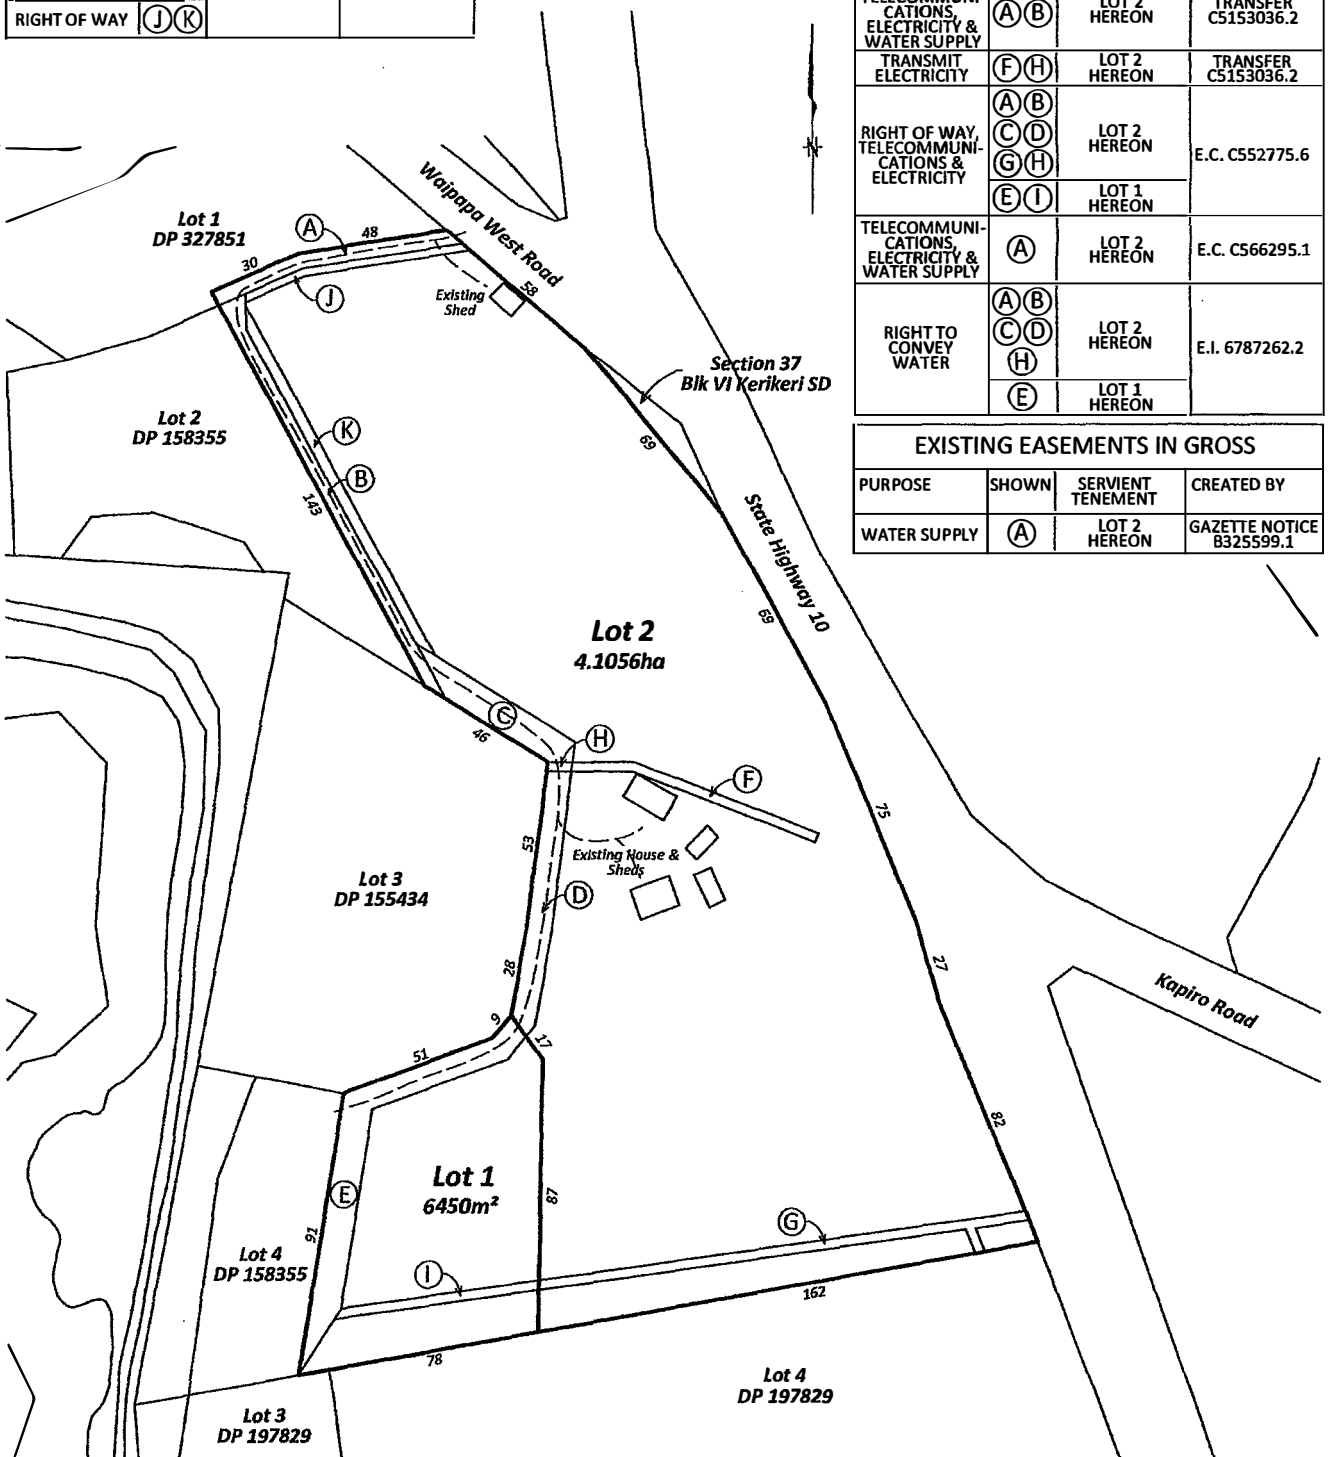 RIGHT OF WAY J K
CATIONS,
ELECTRICITY &
WATER SUPPLY
A B
LOT 2
HEREON
TRANSFER
C5153036.2
TRANSMIT
ELECTRICITY
F H
LOT 2
HEREON
TRANSFER
C5153036.2
RIGHT OF WAY,
TELECOMMUNI-
CATIONS &
ELECTRICITY
A B
C D
G H
LOT 2
HEREON
E.C. C552775.6
E I
LOT 1
HEREON
TELECOMMUNI-
CATIONS,
ELECTRICITY &
WATER SUPPLY
A
LOT 2
HEREON
E.C. C566295.1
RIGHT TO
CONVEY
WATER
A B
C D
H
LOT 2
HEREON
E.I. 6787262.2
E
LOT 1
HEREON
EXISTING EASEMENTS IN GROSS
PURPOSE
SHOWN
SERVIENT
TENEMENT
CREATED BY
WATER SUPPLY
A
LOT 2
HEREON
GAZETTE NOTICE
B325599.1
N
Waipapa West Road
Lot 1
DP 327851
A
48
30
J
Existing
Shed
58
Section 37
Blk VI Kerikeri SD
Lot 2
DP 158355
K
B
143
69
State Highway 10
69
Lot 2
4.1056ha
C
46
H
F
75
53
Existing House &
Sheds
Lot 3
DP 155434
D
28
27
Kapiro Road
9
17
51
82
Lot 1
6450m²
E
87
91
G
Lot 4
DP 158355
I
162
78
Lot 4
DP 197829
Lot 3
DP 197829